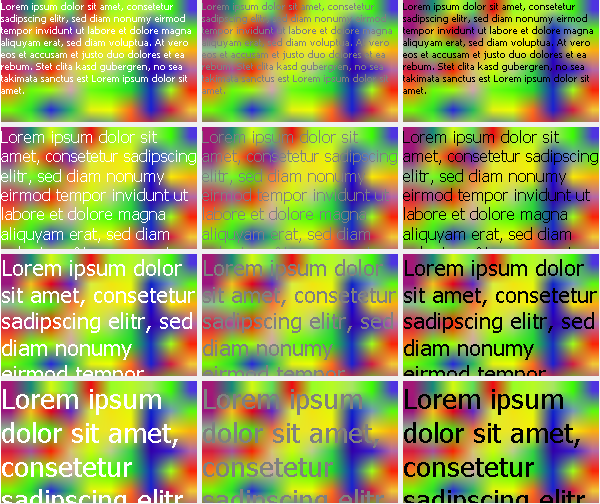 Lorem ipsum dolor sit amet, consetetur sadipscing elitr, sed diam nonumy eirmod
tempor invidunt ut labore et dolore magna
aliquyam erat, sed diam voluptua. At vero
eos et accusam et justo duo dolores et ea
rebum. Stet clita kasd gubergren, no sea
takimata sanctus est Lorem ipsum dolor sit
amet.
Lorem ipsum dolor sit amet, consetetur
sadipscing elitr, sed diam nonumy eirmod
tempor invidunt ut labore et dolore magna
aliquyam erat, sed diam voluptua. At vero
eos et accusam et justo duo dolores et ea
rebum. Stet clita kasd gubergren, no sea
takimata sanctus est Lorem ipsum dolor sit
amet.
Lorem ipsum dolor sit amet, consetetur
sadipscing elitr, sed diam nonumy eirmod
tempor invidunt ut labore et dolore magna
aliquyam erat, sed diam voluptua. At vero
eos et accusam et justo duo dolores et ea
rebum. Stet clita kasd gubergren, no sea
takimata sanctus est Lorem ipsum dolor sit
amet.
Lorem ipsum dolor sit
amet, consetetur sadipscing
elitr, sed diam nonumy
eirmod tempor invidunt ut
labore et dolore magna
aliquyam erat, sed diam
Lorem ipsum dolor sit
amet, consetetur sadipscing
elitr, sed diam nonumy
eirmod tempor invidunt ut
labore et dolore magna
aliquyam erat, sed diam
Lorem ipsum dolor sit
amet, consetetur sadipscing
elitr, sed diam nonumy
eirmod tempor invidunt ut
labore et dolore magna
aliquyam erat, sed diam
Lorem ipsum dolor
sit amet, consetetur
sadipscing elitr, sed
diam nonumy
eirmod tempor
Lorem ipsum dolor
sit amet, consetetur
sadipscing elitr, sed
diam nonumy
eirmod tempor
Lorem ipsum dolor
sit amet, consetetur
sadipscing elitr, sed
diam nonumy
eirmod tempor
Lorem ipsum
dolor sit amet,
consetetur
sadipscing elitr
Lorem ipsum
dolor sit amet,
consetetur
sadipscing elitr
Lorem ipsum
dolor sit amet,
consetetur
sadipscing elitr